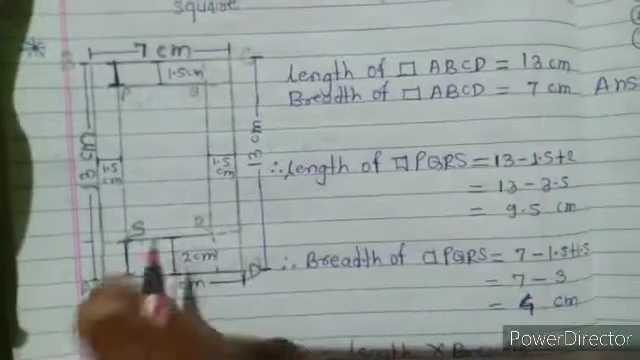 square
*
7 cm
B
C
1.5cm
P
Q
Length of □ ABCD = 13 cm
Breadth of □ ABCD = 7 cm Ans
13 cm
1.5
cm
1.5
cm
13 cm
∴ Length of □ PQRS = 13-1.5+2
= 13-3.5
= 9.5 cm
S
R
2cm
D
cm
∴ Breadth of □ PQRS = 7-1.5+1.5
= 7-3
= 4 cm
length ×
PowerDirector